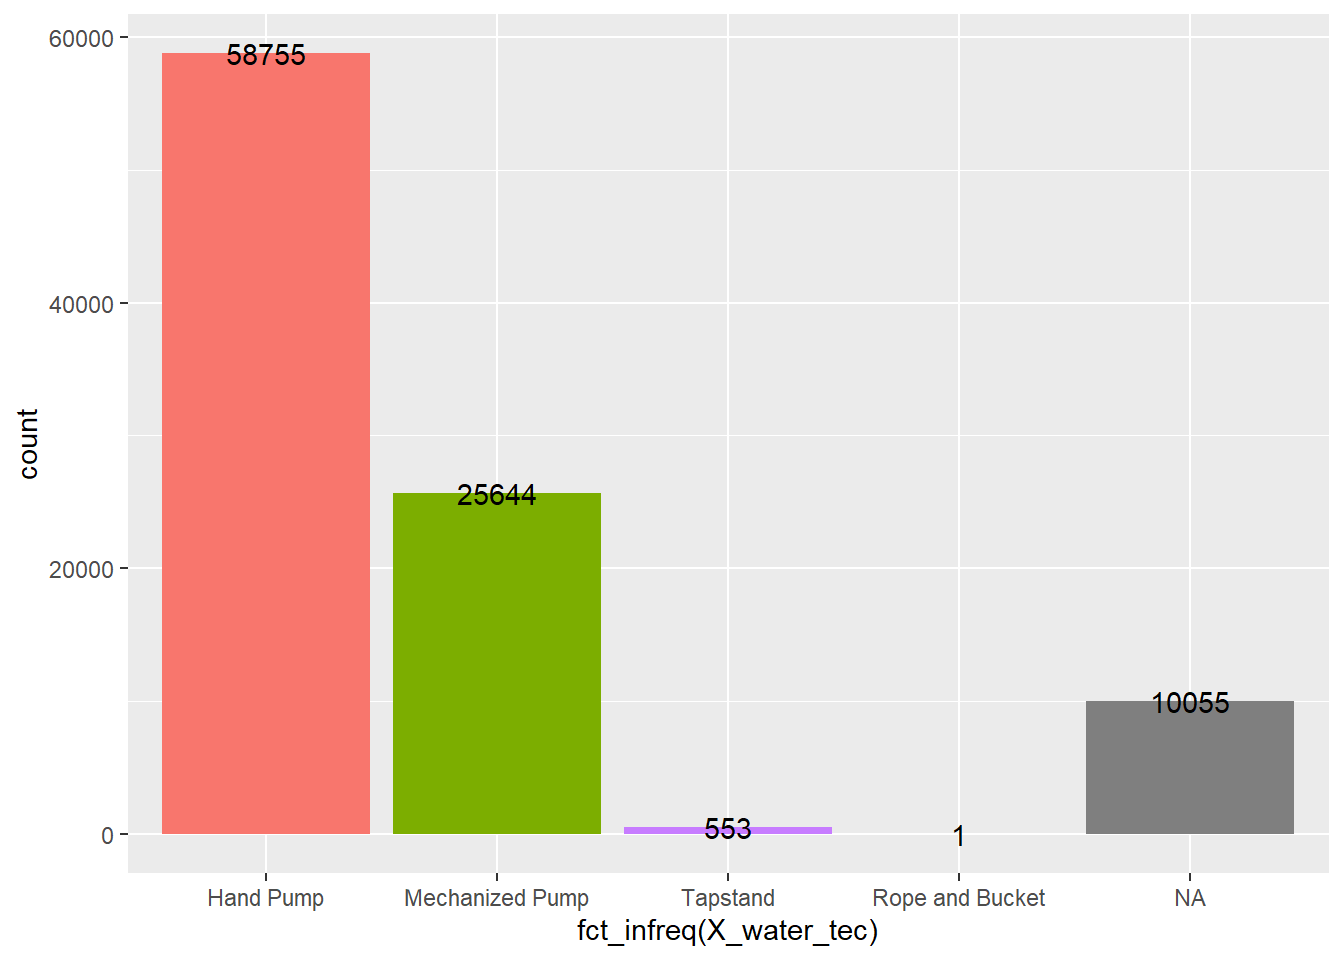 60000
40000
20000
0
count
58755
25644
553
1
10055
Hand Pump
Mechanized Pump
Tapstand
Rope and Bucket
NA
fct_infreq(X_water_tec)